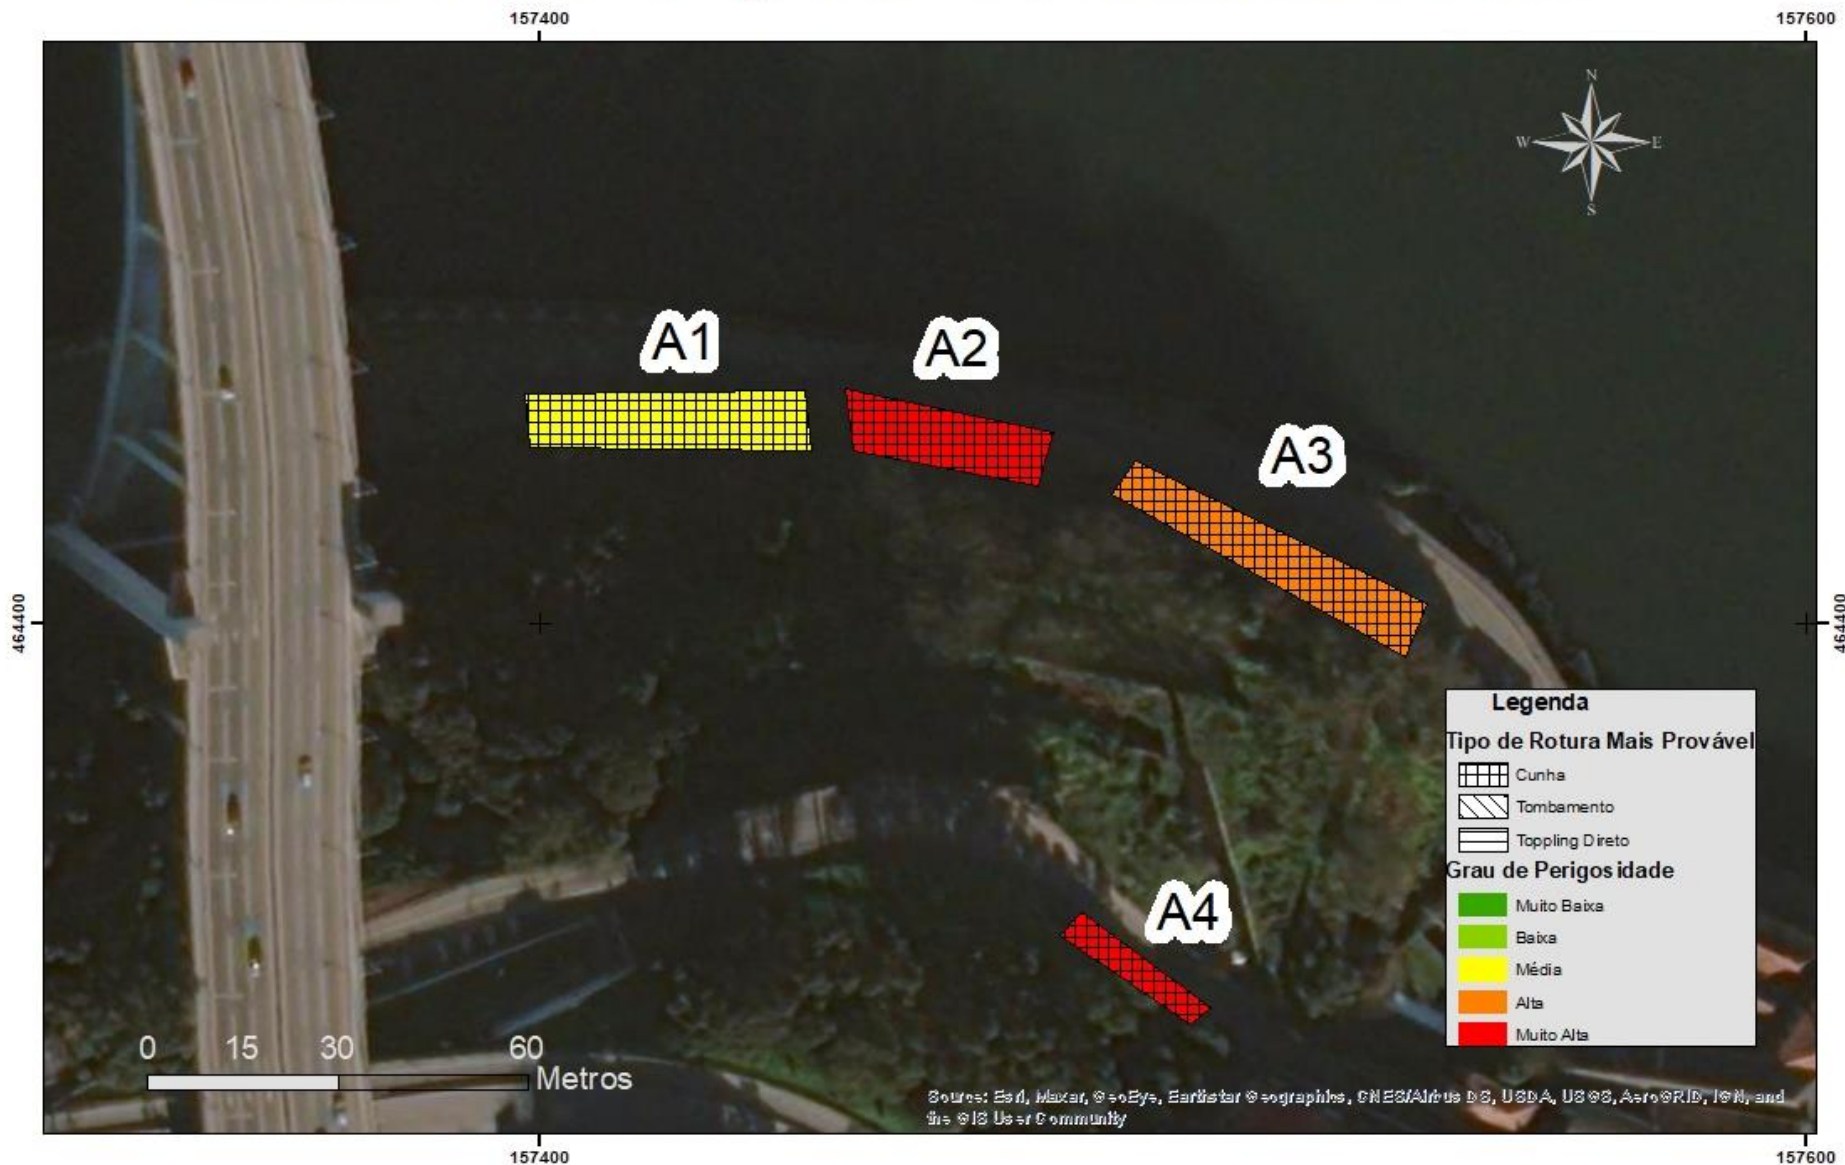 157400
157600
N
W
E
S
A1
A2
A3
464400
464400
Legenda
Tipo de Rotura Mais Provável
Cunha
Tombamento
Toppling Direto
Grau de Perigosidade
Muito Baixa
Baixa
Média
Alta
Muito Alta
A4
0 15 30 60
Metros
Source: Esri, Maxar, GeoEye, Earthstar Geographics, CNES/Airbus DS, USDA, USGS, AeroGRID, IGN, and
the GIS User Community
157400
157600